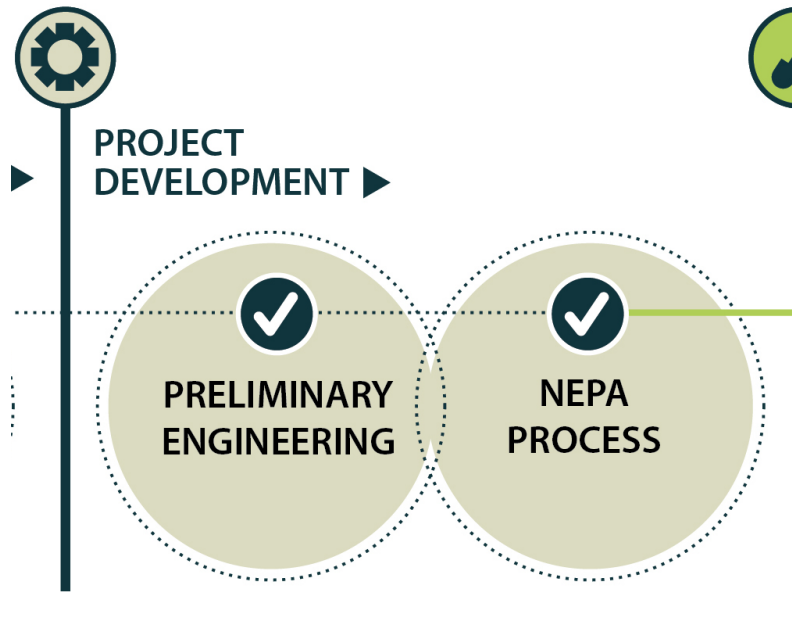 PROJECT
DEVELOPMENT
PRELIMINARY
ENGINEERING
NEPA
PROCESS